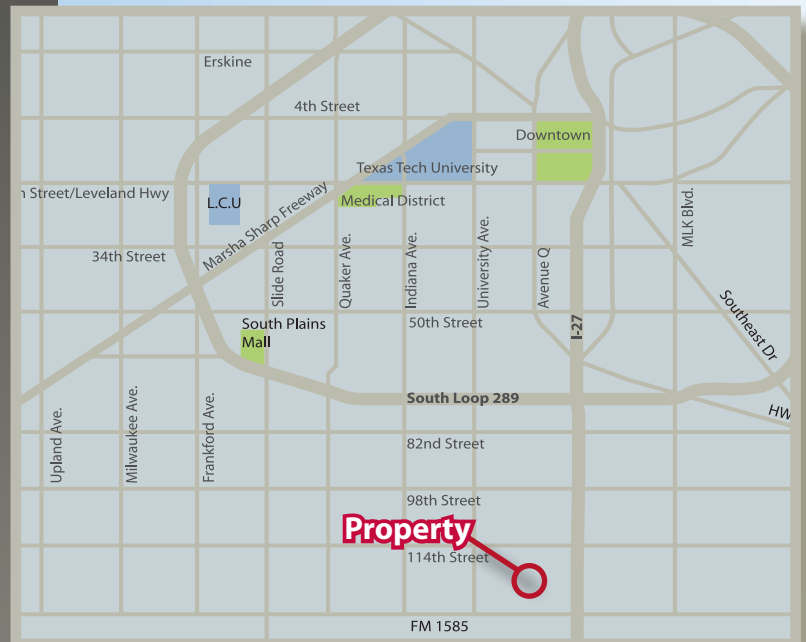 Erskine
4th Street
Downtown
Texas Tech University
Street/Leveland Hwy
L.C.U
Medical District
Marsha Sharp Freeway
MLK Blvd.
34th Street
Slide Road
Quaker Ave.
Indiana Ave.
University Ave.
Avenue Q
Southeast Dr
South Plains
Mall
50th Street
I-27
South Loop 289
HW
Upland Ave.
Milwaukee Ave.
Frankford Ave.
82nd Street
98th Street
Property
114th Street
FM 1585